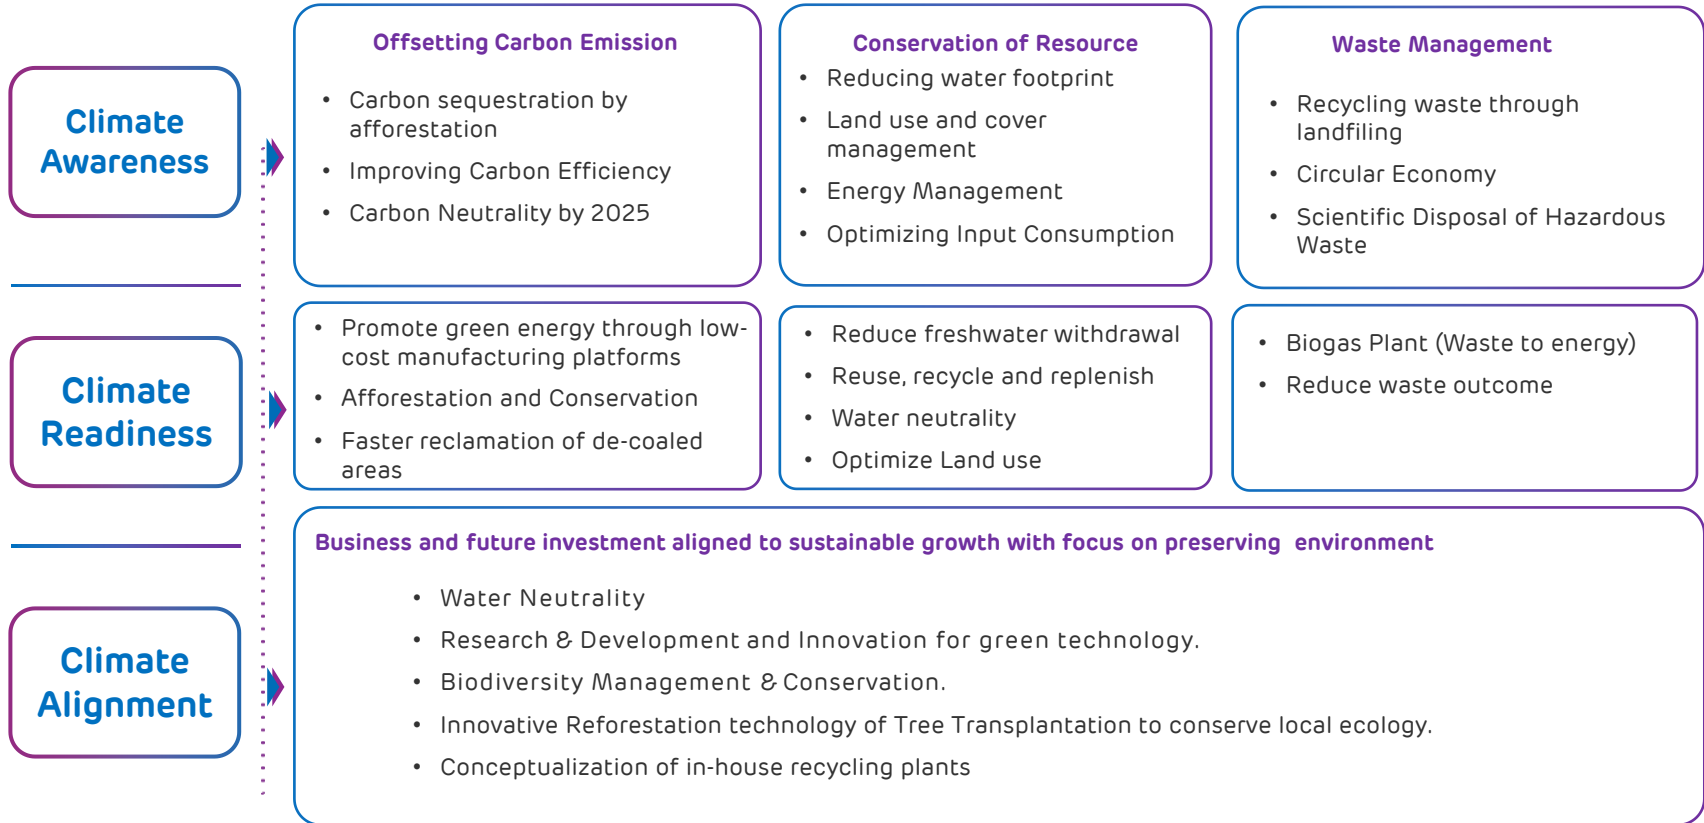 Climate
Awareness
Offsetting Carbon Emission
• Carbon sequestration by
afforestation
• Improving Carbon Efficiency
• Carbon Neutrality by 2025
Conservation of Resource
• Reducing water footprint
• Land use and cover
management
• Energy Management
• Optimizing Input Consumption
Waste Management
• Recycling waste through
landfiling
• Circular Economy
• Scientific Disposal of Hazardous
Waste
Climate
Readiness
• Promote green energy through low-
cost manufacturing platforms
• Afforestation and Conservation
• Faster reclamation of de-coaled
areas
• Reduce freshwater withdrawal
• Reuse, recycle and replenish
• Water neutrality
• Optimize Land use
• Biogas Plant (Waste to energy)
• Reduce waste outcome
Climate
Alignment
Business and future investment aligned to sustainable growth with focus on preserving environment
• Water Neutrality
• Research & Development and Innovation for green technology.
• Biodiversity Management & Conservation.
• Innovative Reforestation technology of Tree Transplantation to conserve local ecology.
• Conceptualization of in-house recycling plants